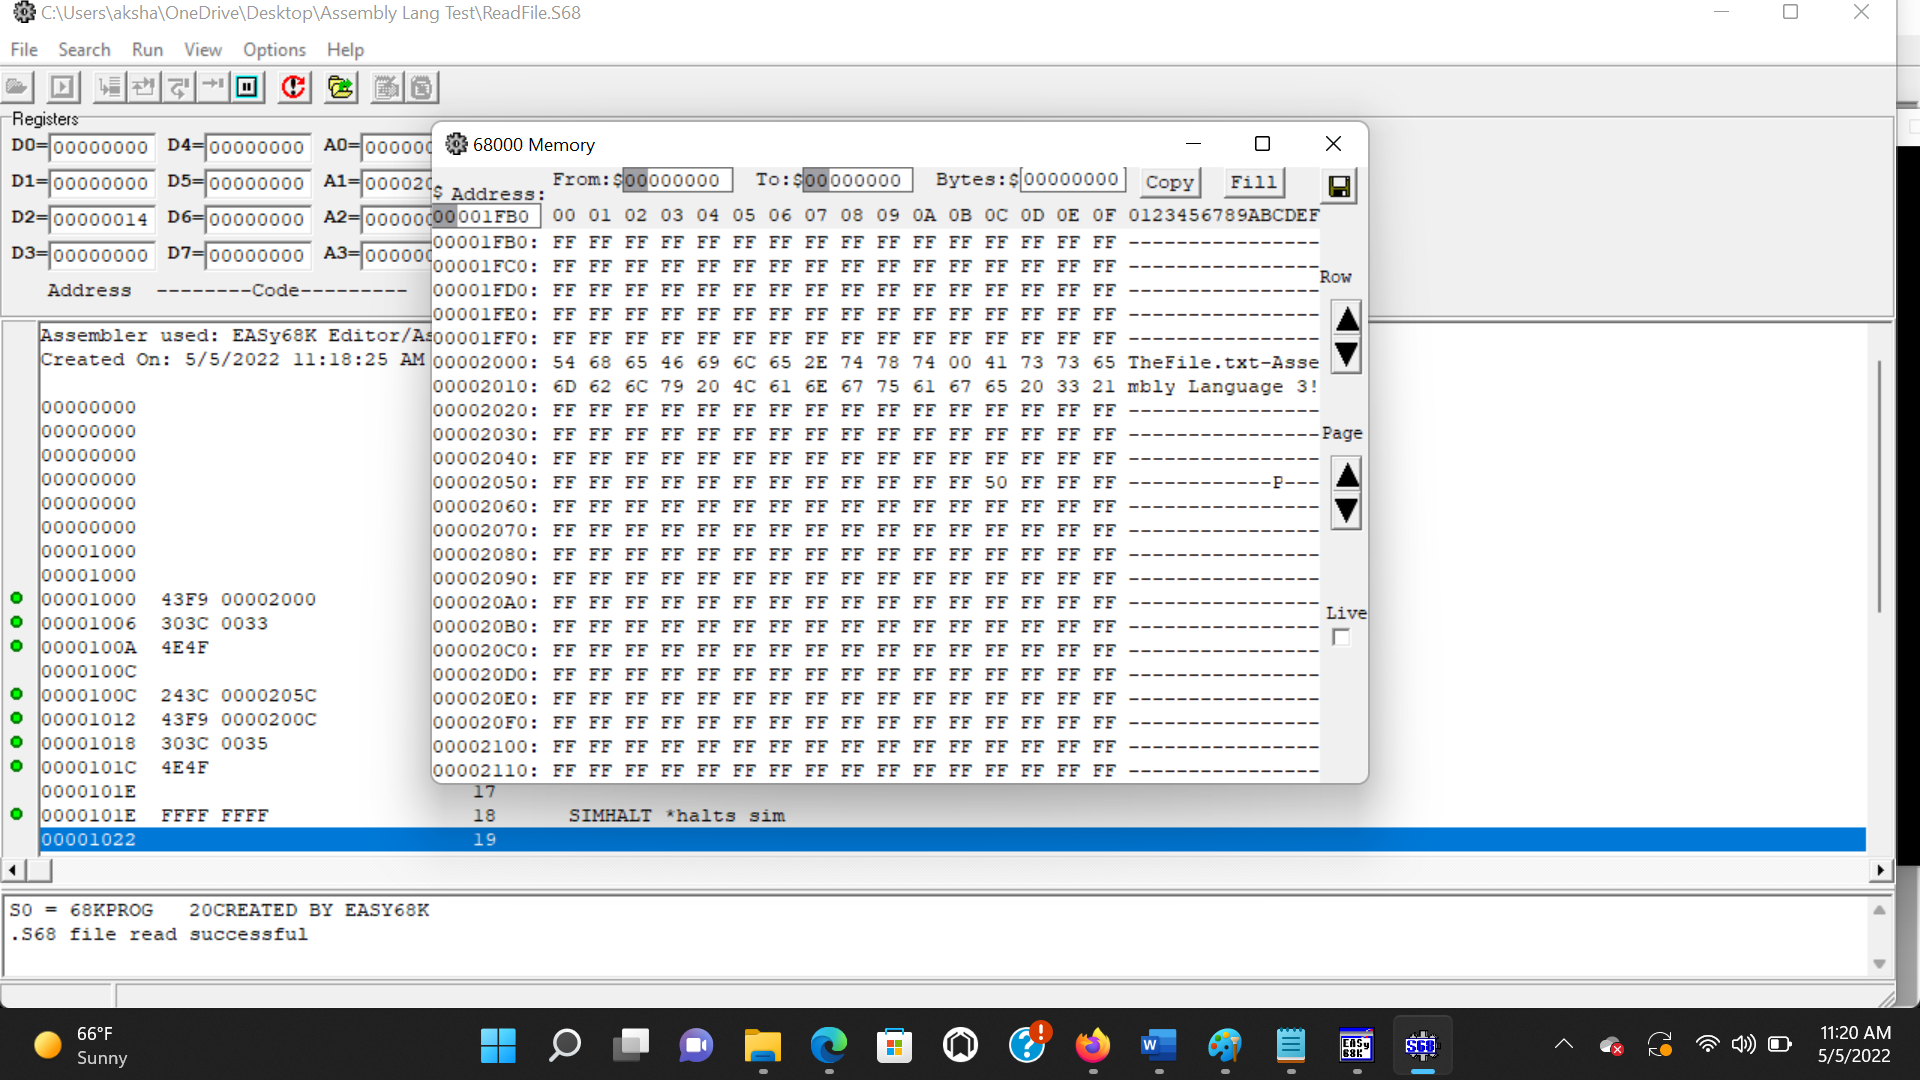 C:\Users\aksha\OneDrive\Desktop\Assembly Lang Test\ReadFile.S68
File Search Run View Options Help
Registers
D0= 00000000 D4= 00000000 A0= 00000
D1= 00000000 D5= 00000000 A1= 000020
D2= 00000014 D6= 00000000 A2= 000000
D3= 00000000 D7= 00000000 A3= 000000
Address --------Code---------
68000 Memory
From:$ 00000000 To:$ 00000000 Bytes:$ 00000000 Copy Fill
$ Address:
00001FB0 00 01 02 03 04 05 06 07 08 09 0A 0B 0C 0D 0E 0F 0123456789ABCDEF
00001FB0: FF FF FF FF FF FF FF FF FF FF FF FF FF FF FF FF ----------------
00001FC0: FF FF FF FF FF FF FF FF FF FF FF FF FF FF FF FF ----------------
00001FD0: FF FF FF FF FF FF FF FF FF FF FF FF FF FF FF FF ----------------
00001FE0: FF FF FF FF FF FF FF FF FF FF FF FF FF FF FF FF ----------------
00001FF0: FF FF FF FF FF FF FF FF FF FF FF FF FF FF FF FF ----------------
00002000: 54 68 65 46 69 6C 65 2E 74 78 74 00 41 73 73 65 TheFile.txt-Asse
00002010: 6D 62 6C 79 20 4C 61 6E 67 75 61 67 65 20 33 21 mbly Language 3!
00002020: FF FF FF FF FF FF FF FF FF FF FF FF FF FF FF FF ----------------
00002030: FF FF FF FF FF FF FF FF FF FF FF FF FF FF FF FF ----------------
00002040: FF FF FF FF FF FF FF FF FF FF FF FF FF FF FF FF ----------------
00002050: FF FF FF FF FF FF FF FF FF FF FF FF 50 FF FF FF ------------P---
00002060: FF FF FF FF FF FF FF FF FF FF FF FF FF FF FF FF ----------------
00002070: FF FF FF FF FF FF FF FF FF FF FF FF FF FF FF FF ----------------
00002080: FF FF FF FF FF FF FF FF FF FF FF FF FF FF FF FF ----------------
00002090: FF FF FF FF FF FF FF FF FF FF FF FF FF FF FF FF ----------------
000020A0: FF FF FF FF FF FF FF FF FF FF FF FF FF FF FF FF ----------------
000020B0: FF FF FF FF FF FF FF FF FF FF FF FF FF FF FF FF ----------------
000020C0: FF FF FF FF FF FF FF FF FF FF FF FF FF FF FF FF ----------------
000020D0: FF FF FF FF FF FF FF FF FF FF FF FF FF FF FF FF ----------------
000020E0: FF FF FF FF FF FF FF FF FF FF FF FF FF FF FF FF ----------------
000020F0: FF FF FF FF FF FF FF FF FF FF FF FF FF FF FF FF ----------------
00002100: FF FF FF FF FF FF FF FF FF FF FF FF FF FF FF FF ----------------
00002110: FF FF FF FF FF FF FF FF FF FF FF FF FF FF FF FF ----------------
Row
Page
Live
Assembler used: EASy68K Editor/As
Created On: 5/5/2022 11:18:25 AM
00000000
00000000
00000000
00000000
00000000
00000000
00001000
00001000
00001000 43F9 00002000
00001006 303C 0033
0000100A 4E4F
0000100C
0000100C 243C 0000205C
00001012 43F9 0000200C
00001018 303C 0035
0000101C 4E4F
0000101E 17
0000101E FFFF FFFF 18 SIMHALT *halts sim
00001022 19
S0 = 68KPROG 20CREATED BY EASY68K
.S68 file read successful
66°F
Sunny
EASy
68K
S68
11:20 AM
5/5/2022